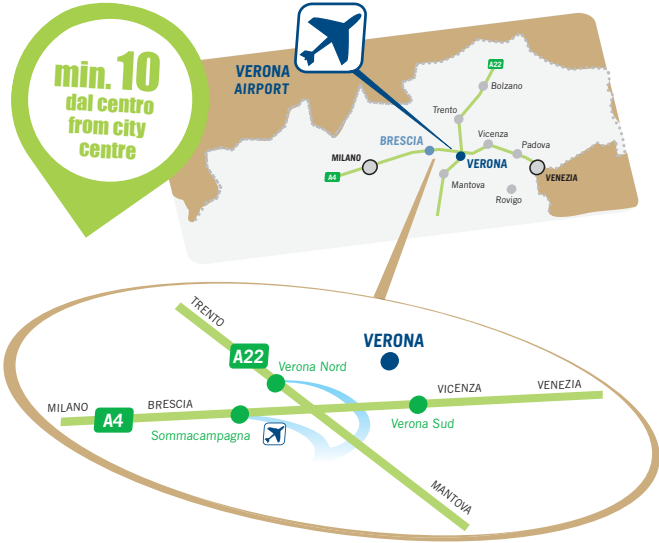 min. 10
dal centro
from city
centre
VERONA
AIRPORT
A22
Bolzano
Trento
Vicenza
Padova
BRESCIA
MILANO
VERONA
VENEZIA
A4
Mantova
Rovigo
TRENTO
VERONA
A22
Verona Nord
MILANO
BRESCIA
VICENZA
VENEZIA
A4
Sommacampagna
Verona Sud
MANTOVA